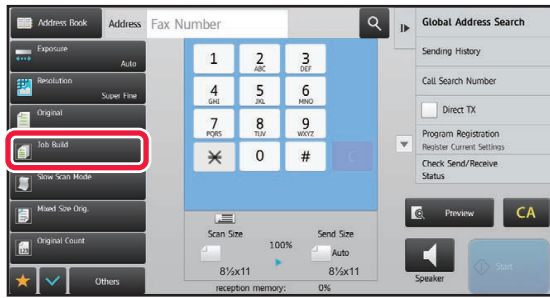 Address Book
Address
Fax Number
Global Address Search
Exposure
Auto
Sending History
Resolution
Super Fine
Call Search Number
Original
Direct TX
Job Build
Program Registration
Register Current Settings
Slow Scan Mode
Check Send/Receive
Status
Mixed Size Orig.
Original Count
Others
1
2
ABC
3
DEF
4
GHI
5
JKL
6
MNO
7
PQRS
8
TUV
9
WXYZ
0
#
C
Scan Size
100%
Send Size
Auto
8½x11
8½x11
reception memory: 0%
Preview
CA
Speaker
Start